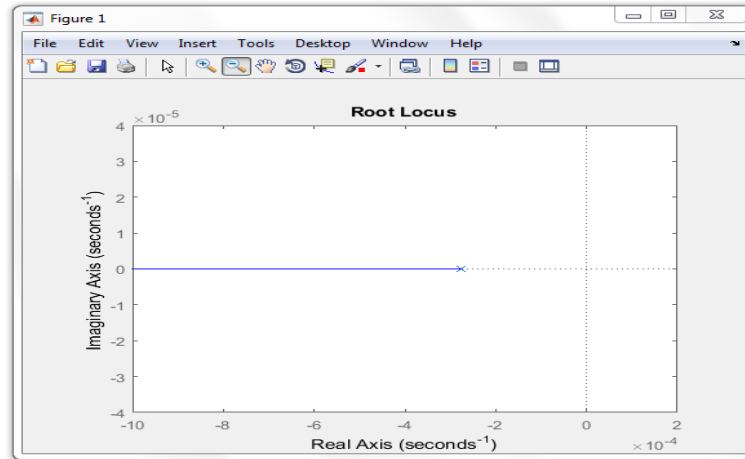 Figure 1
File Edit View Insert Tools Desktop Window Help
Root Locus
×10⁻⁵
4
3
2
1
0
-1
-2
-3
-4
Imaginary Axis (seconds⁻¹)
-10 -8 -6 -4 -2 0 2
×10⁻⁴
Real Axis (seconds⁻¹)